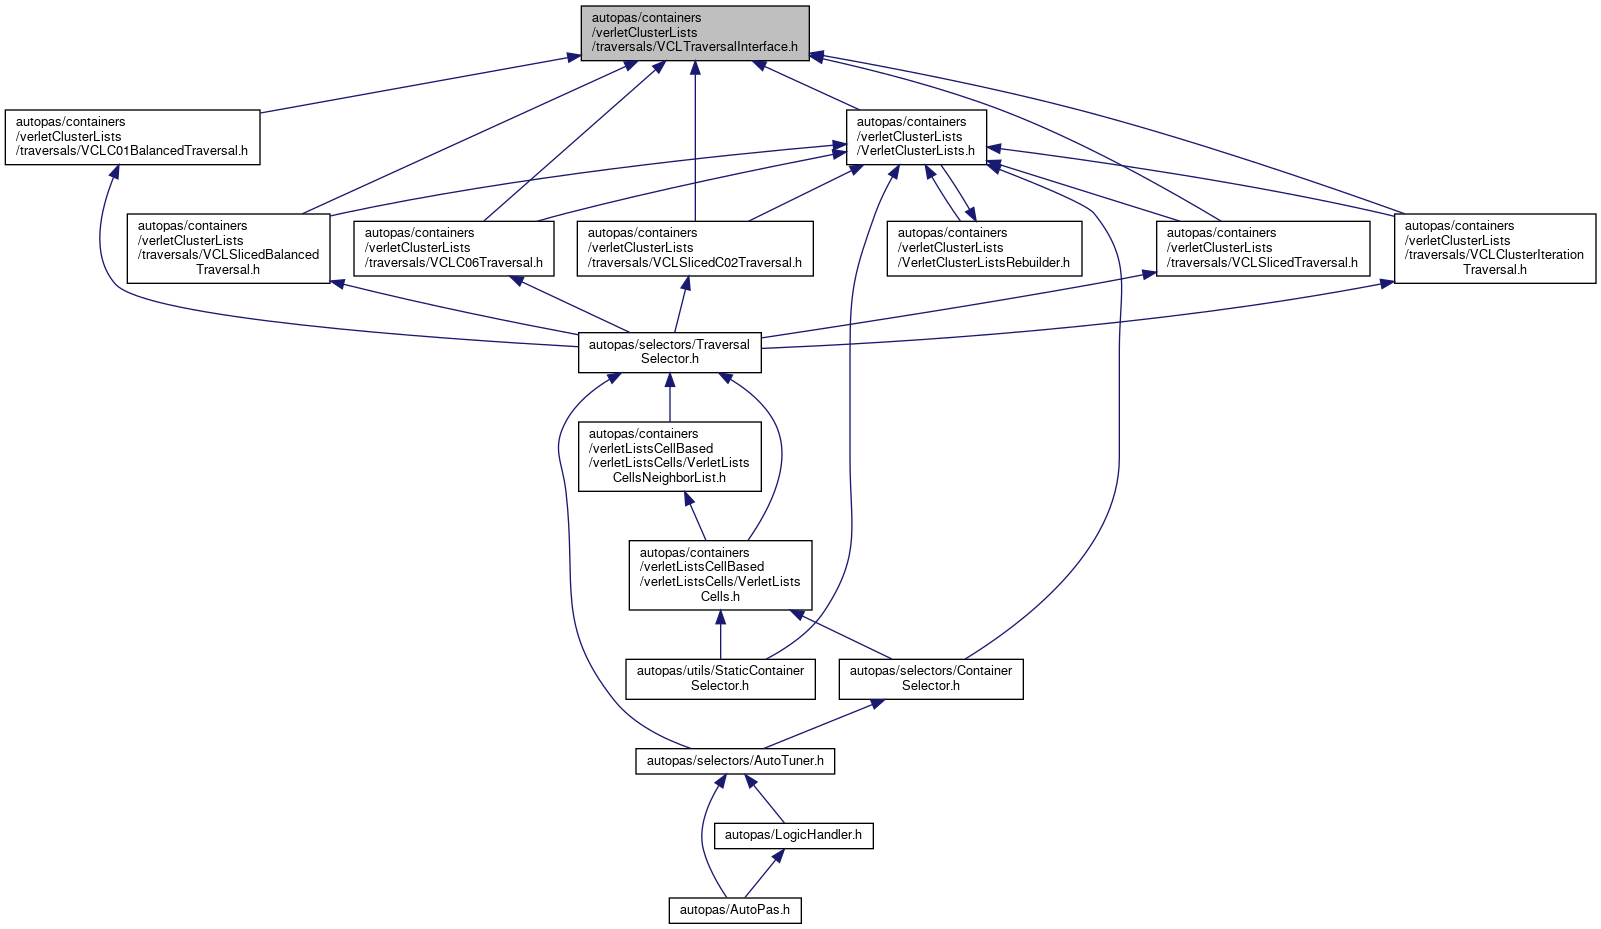 autopas/containers
/verletClusterLists
/traversals/VCLTraversalInterface.h
autopas/containers
/verletClusterLists
/traversals/VCLC01BalancedTraversal.h
autopas/containers
/verletClusterLists
/VerletClusterLists.h
autopas/containers
/verletClusterLists
/traversals/VCLSlicedBalanced
Traversal.h
autopas/containers
/verletClusterLists
/traversals/VCLC06Traversal.h
autopas/containers
/verletClusterLists
/traversals/VCLSlicedC02Traversal.h
autopas/containers
/verletClusterLists
/VerletClusterListsRebuilder.h
autopas/containers
/verletClusterLists
/traversals/VCLSlicedTraversal.h
autopas/containers
/verletClusterLists
/traversals/VCLClusterIteration
Traversal.h
autopas/selectors/Traversal
Selector.h
autopas/containers
/verletListsCellBased
/verletListsCells/VerletLists
CellsNeighborList.h
autopas/containers
/verletListsCellBased
/verletListsCells/VerletLists
Cells.h
autopas/utils/StaticContainer
Selector.h
autopas/selectors/Container
Selector.h
autopas/selectors/AutoTuner.h
autopas/LogicHandler.h
autopas/AutoPas.h